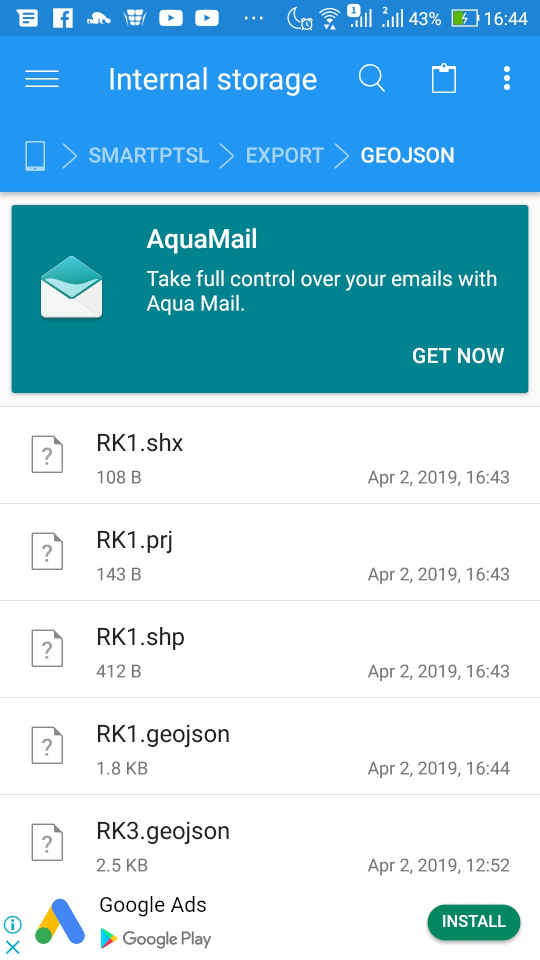 1 2 43% 16:44
Internal storage
SMARTPTSL EXPORT GEOJSON
AquaMail
Take full control over your emails with
Aqua Mail.
GET NOW
RK1.shx
108 B Apr 2, 2019, 16:43
RK1.prj
143 B Apr 2, 2019, 16:43
RK1.shp
412 B Apr 2, 2019, 16:43
RK1.geojson
1.8 KB Apr 2, 2019, 16:44
RK3.geojson
2.5 KB Apr 2, 2019, 12:52
Google Ads
Google Play
INSTALL